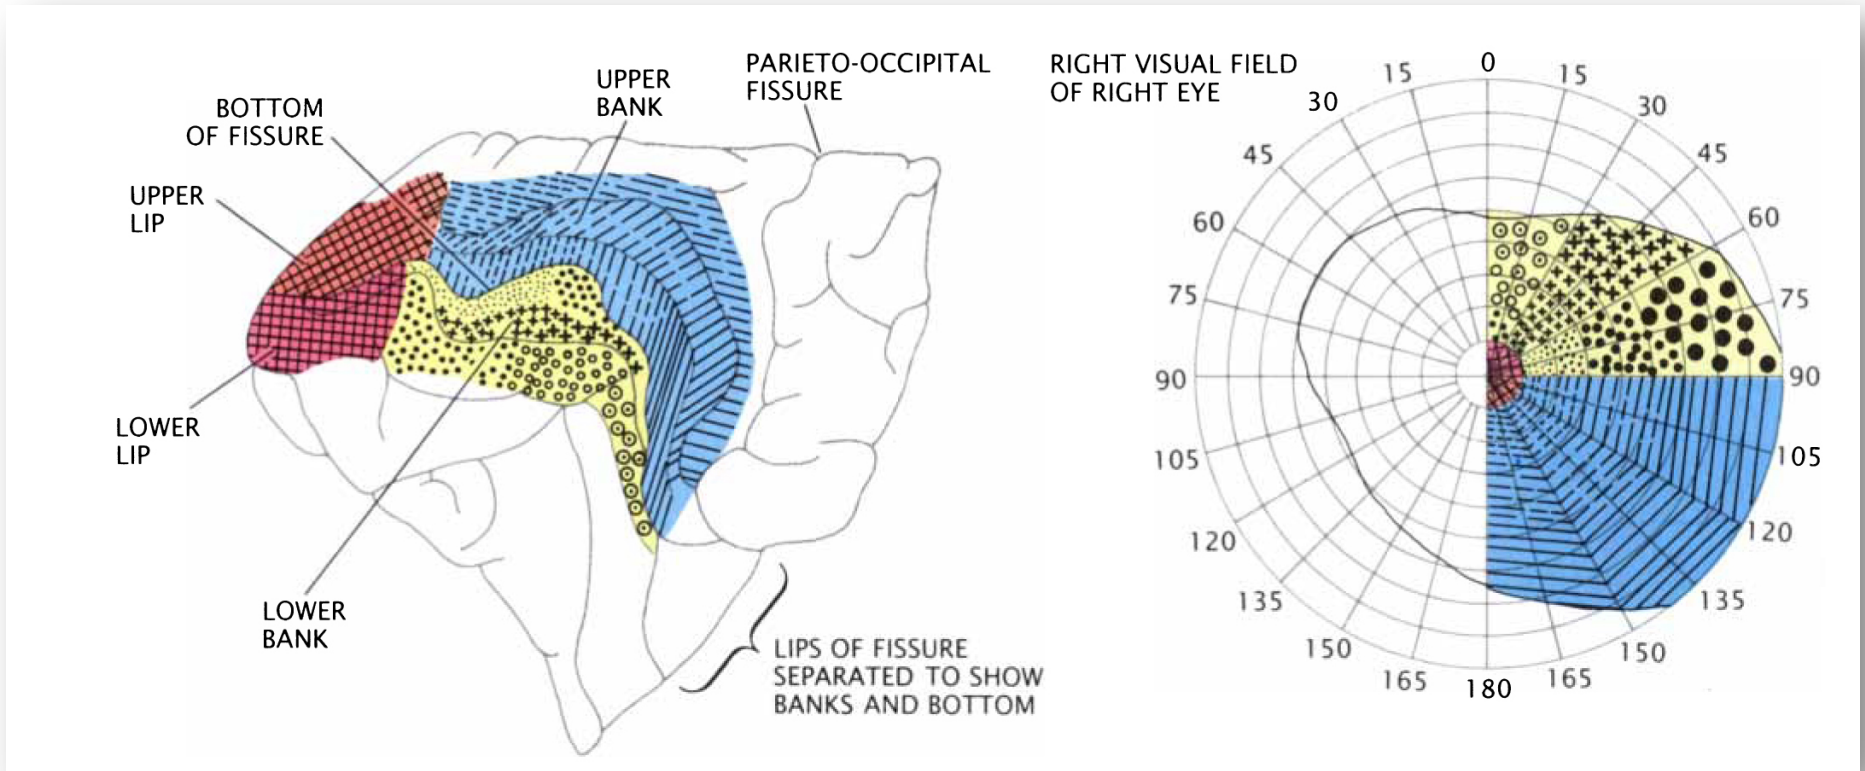 BOTTOM
OF FISSURE
UPPER
BANK
PARIETO-OCCIPITAL
FISSURE
UPPER
LIP
LOWER
LIP
LOWER
BANK
LIPS OF FISSURE
SEPARATED TO SHOW
BANKS AND BOTTOM
RIGHT VISUAL FIELD
OF RIGHT EYE
0
15
15
30
30
45
45
60
60
75
75
90
90
105
105
120
120
135
135
150
150
165
165
180